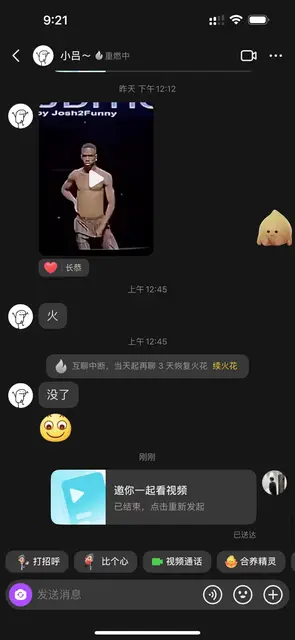 9:21
小吕～ 重燃中
昨天 下午12:12
by Josh2Funny
长恭
上午 12:45
火
上午 12:45
互聊中断，当天起再聊 3 天恢复火花 续火花
没了
刚刚
邀你一起看视频
已结束，点击重新发起
已送达
打招呼 比个心 视频通话 合养精灵
发送消息